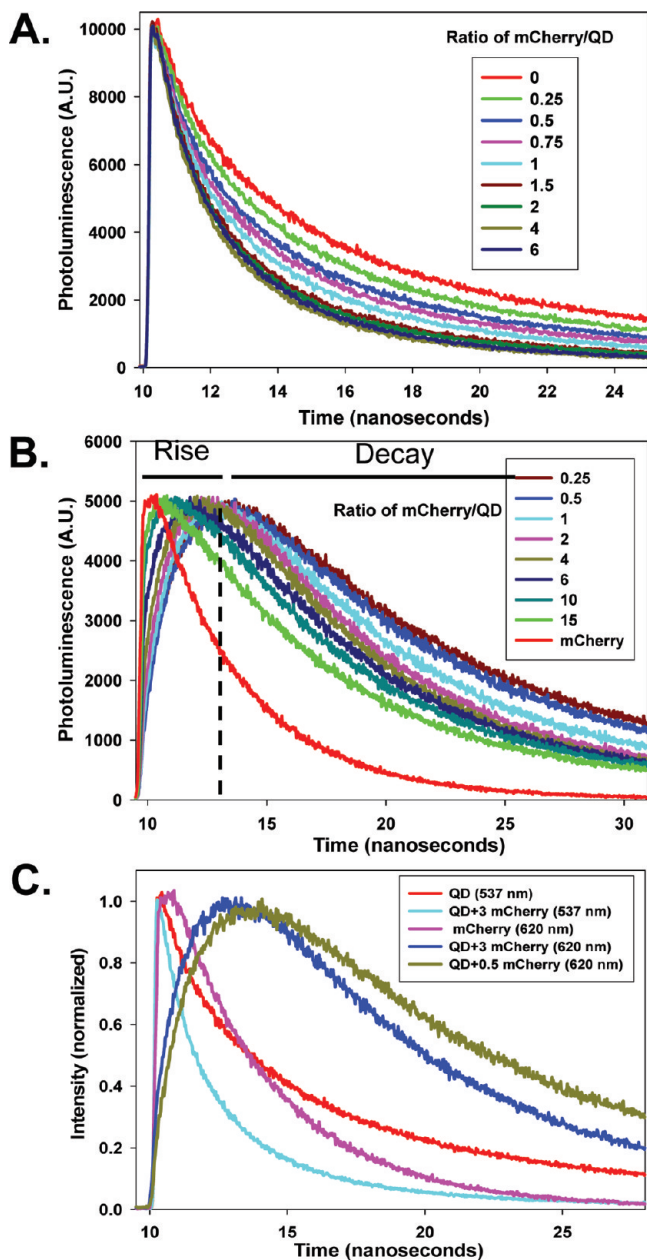 A.
Ratio of mCherry/QD
0
0.25
0.5
0.75
1
1.5
2
4
6
Photoluminescence (A.U.)
10000
8000
6000
4000
2000
0
10 12 14 16 18 20 22 24
Time (nanoseconds)
B.
Rise Decay
Ratio of mCherry/QD
0.25
0.5
1
2
4
6
10
15
mCherry
Photoluminescence (A.U.)
6000
5000
4000
3000
2000
1000
0
10 15 20 25 30
Time (nanoseconds)
C.
QD (537 nm)
QD+3 mCherry (537 nm)
mCherry (620 nm)
QD+3 mCherry (620 nm)
QD+0.5 mCherry (620 nm)
Intensity (normalized)
1.0
0.8
0.6
0.4
0.2
0.0
10 15 20 25
Time (nanoseconds)